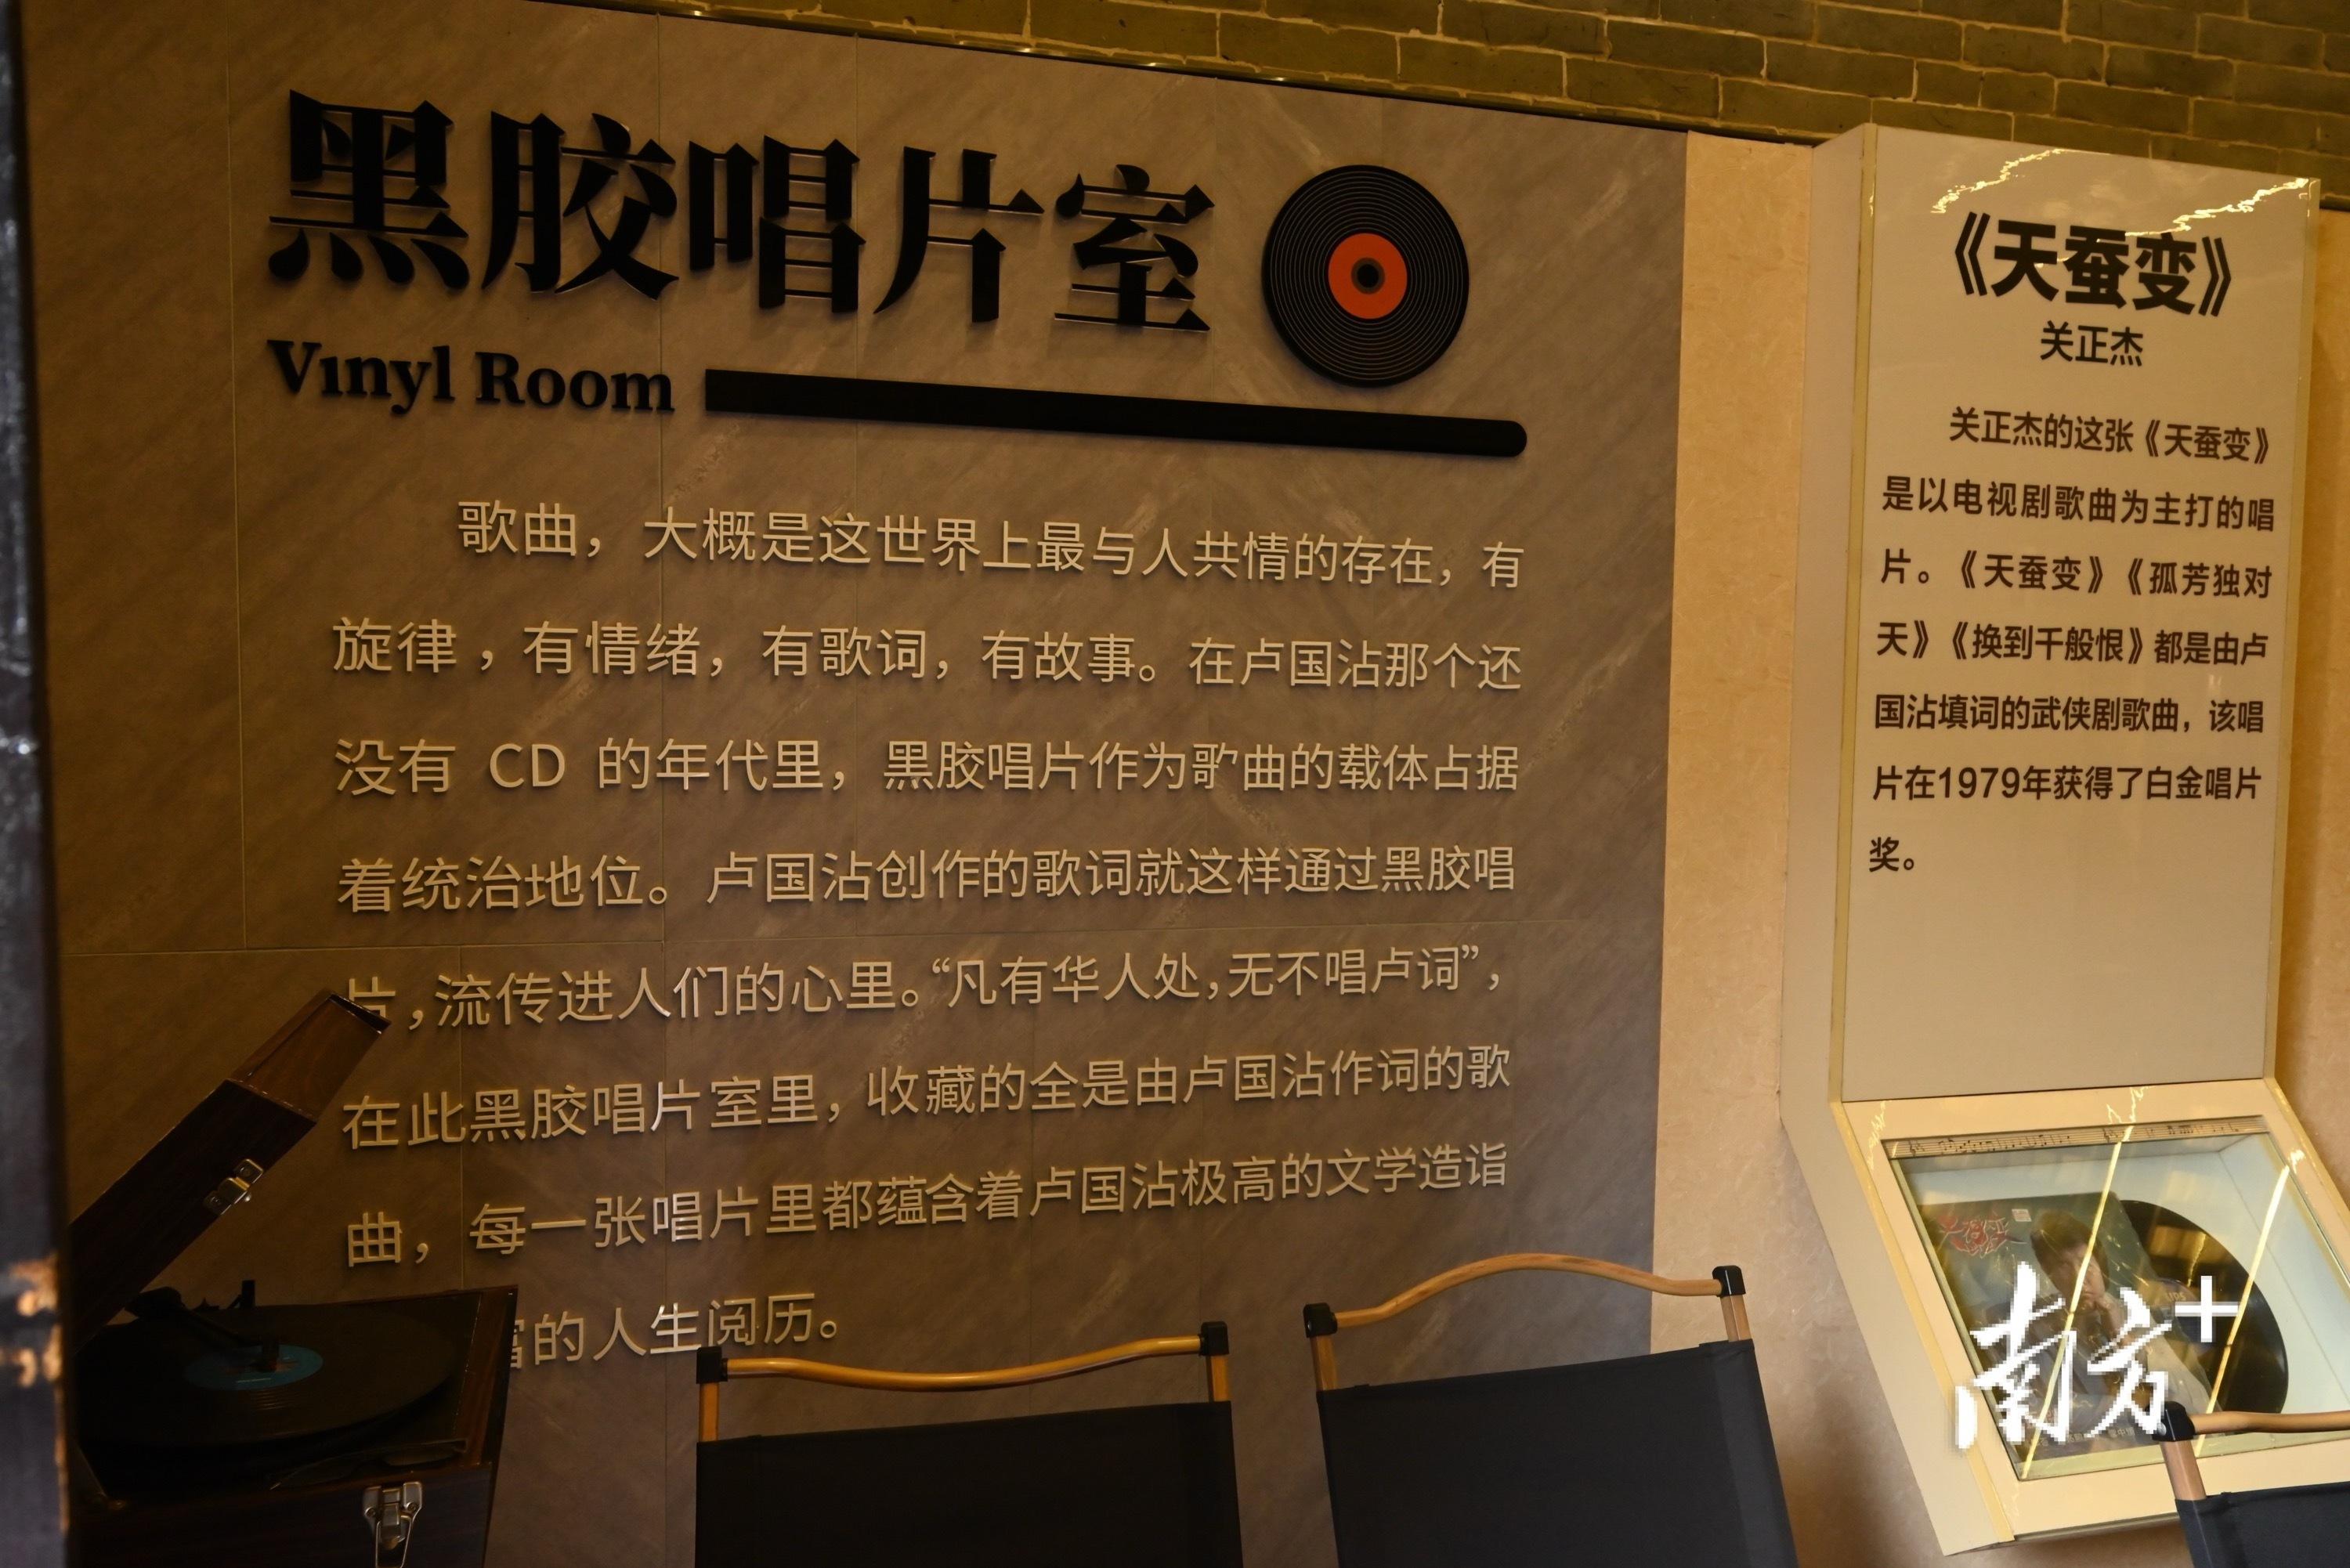 黑胶唱片室
Vinyl Room
歌曲，大概是这世界上最与人共情的存在，有
旋律，有情绪，有歌词，有故事。在卢国沾那个还
没有 CD 的年代里，黑胶唱片作为歌曲的载体占据
着统治地位。卢国沾创作的歌词就这样通过黑胶唱
片，流传进人们的心里。“凡有华人处，无不唱卢词”，
在此黑胶唱片室里，收藏的全是由卢国沾作词的歌
曲，每一张唱片里都蕴含着卢国沾极高的文学造诣
富的人生阅历。
《天蚕变》
关正杰
关正杰的这张《天蚕变》
是以电视剧歌曲为主打的唱
片。《天蚕变》《孤芳独对
天》《换到千般恨》都是由卢
国沾填词的武侠剧歌曲，该唱
片在1979年获得了白金唱片
奖。
南方+